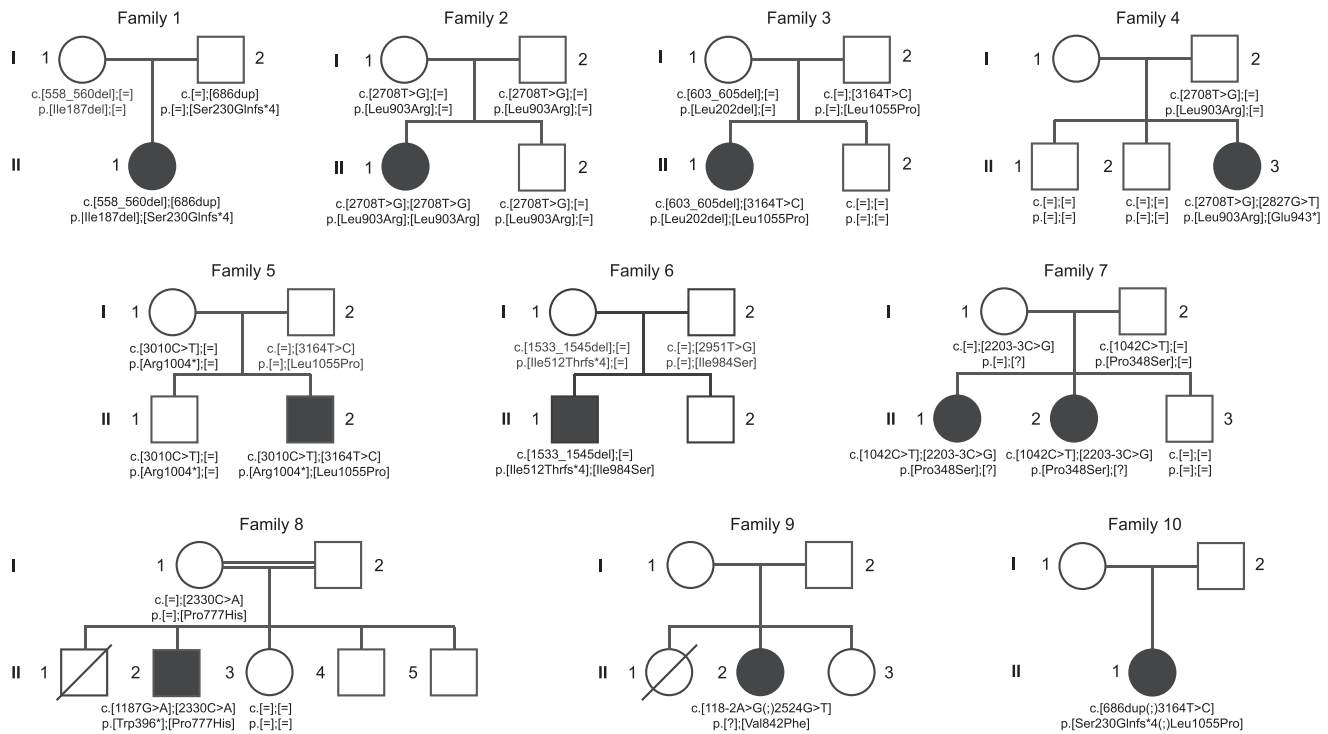 Family 1
Family 2
Family 3
Family 4
I 1 2
I 1 2
I 1 2
I 1 2
c.[558_560del];[=]
p.[Ile187del];[=]
c.[=];[686dup]
p.[=];[Ser230Glnfs*4]
c.[2708T>G];[=]
p.[Leu903Arg];[=]
c.[2708T>G];[=]
p.[Leu903Arg];[=]
c.[603_605del];[=]
p.[Leu202del];[=]
c.[=];[3164T>C]
p.[=];[Leu1055Pro]
c.[2708T>G];[=]
p.[Leu903Arg];[=]
II 1
II 1 2
II 1 2
II 1 2 3
c.[558_560del];[686dup]
p.|Ile187del];[Ser230Glnfs*4]
c.[2708T>G];[2708T>G]
p.[Leu903Arg];[Leu903Arg]
c.[2708T>G];[=]
p.[Leu903Arg];[=]
c.[603_605del];[3164T>C]
p.[Leu202del];[Leu1055Pro]
c.[=];[=]
p.[=];[=]
c.[=];[=]
p.[=];[=]
c.[=];[=]
p.[=];[=]
c.[2708T>G];[2827G>T]
p.[Leu903Arg];[Glu943*]
Family 5
Family 6
Family 7
I 1 2
I 1 2
I 1 2
c.[3010C>T];[=]
p.[Arg1004*];[=]
c.[=];[3164T>C]
p.[=];[Leu1055Pro]
c.[1533_1545del];[=]
p.[Ile512Thrfs*4];[=]
c.[=];[2951T>G]
p.[=];[Ile984Ser]
c.[=];[2203-3C>G]
p.[=];[?]
c.[1042C>T];[=]
p.[Pro348Ser];[=]
II 1 2
II 1 2
II 1 2 3
c.[3010C>T];[=]
p.[Arg1004*];[=]
c.[3010C>T];[3164T>C]
p.[Arg1004*];[Leu1055Pro]
c.[1533_1545del];[=]
p.[Ile512Thrfs*4];[Ile984Ser]
c.[1042C>T];[2203-3C>G]
p.[Pro348Ser];[?]
c.[1042C>T];[2203-3C>G]
p.[Pro348Ser];[?]
c.[=];[=]
p.[=];[=]
Family 8
Family 9
Family 10
I 1 2
I 1 2
I 1 2
c.[=];[2330C>A]
p.[=];[Pro777His]
II 1 2 3 4 5
II 1 2 3
II 1
c.[1187G>A];[2330C>A]
p.[Trp396*];[Pro777His]
c.[=];[=]
p.[=];[=]
c.[118-2A>G(;)2524G>T]
p.[?];[Val842Phe]
c.[686dup(;)3164T>C]
p.[Ser230Glnfs*4(;)Leu1055Pro]